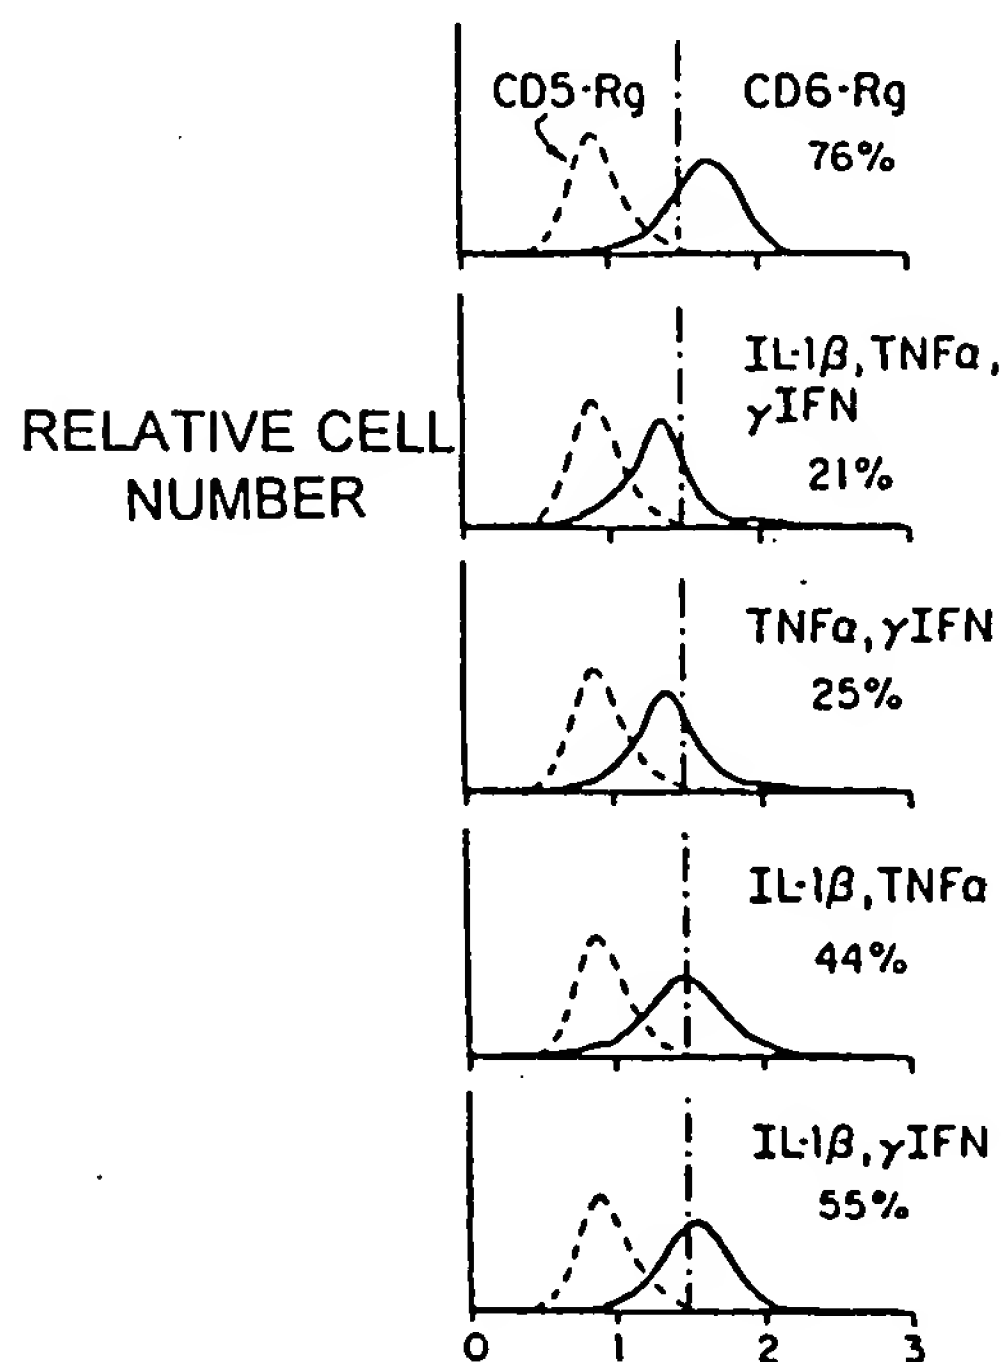 CD5-Rg
CD6-Rg
76%
IL-1β, TNFα,
γIFN
21%
RELATIVE CELL
NUMBER
TNFα, γIFN
25%
IL-1β, TNFα
44%
IL-1β, γIFN
55%
0 1 2 3